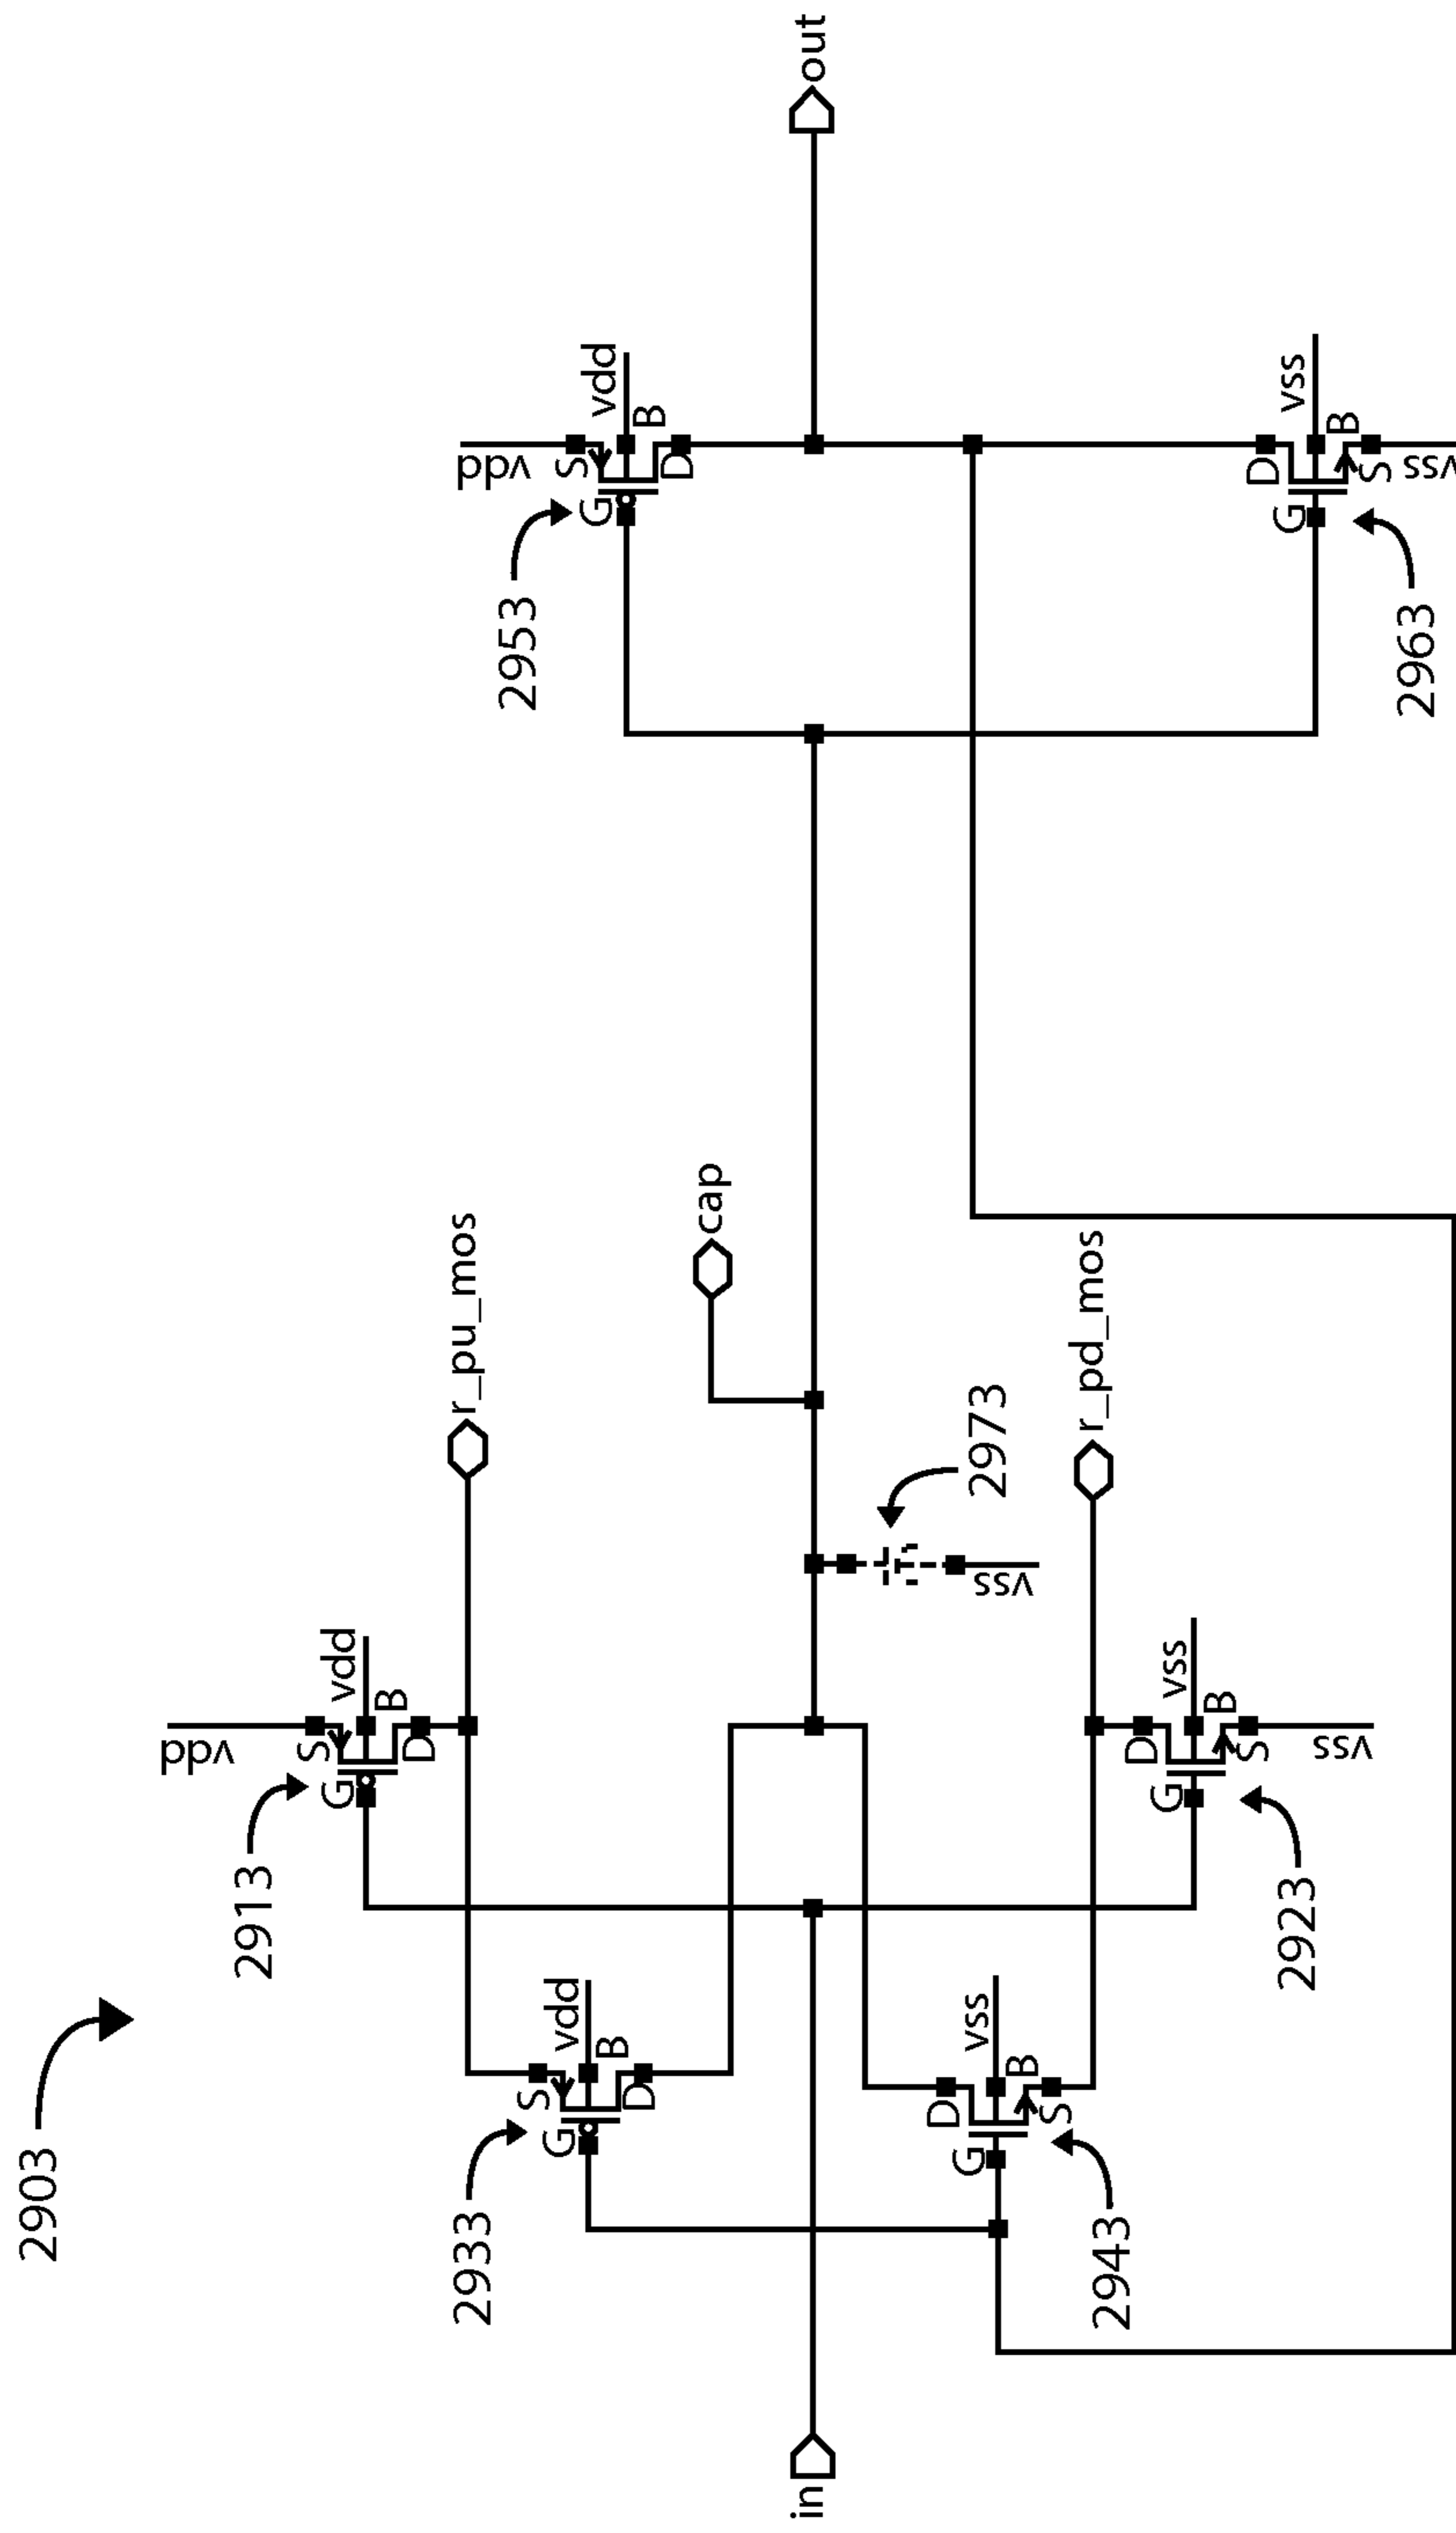 2903
2913
vdd
S
vdd
G
B
D
r_pu_mos
2933
S
vdd
G
B
D
cap
2953
vdd
S
vdd
G
B
D
in
out
2973
vss
2943
D
vss
G
B
S
r_pd_mos
2923
D
vss
G
B
S
vss
2963
D
vss
G
B
S
vss